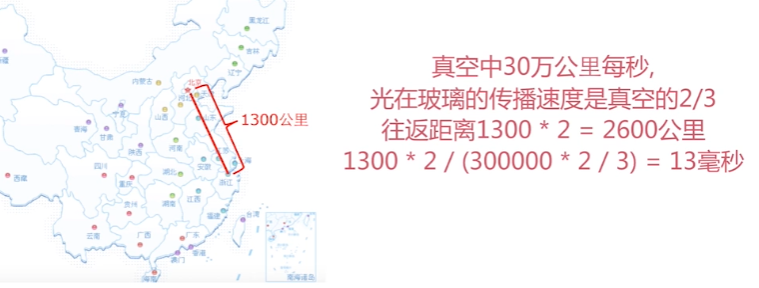 黑龙江
吉林
辽宁
新疆
内蒙古
北京
河北
天津
宁夏
山西
山东
1300公里
青海
甘肃
陕西
河南
江苏
安徽
上海
西藏
四川
重庆
湖北
浙江
湖南
江西
贵州
福建
云南
广西
广东
台湾
香港
澳门
海南
南海诸岛
真空中30万公里每秒,
光在玻璃的传播速度是真空的2/3
往返距离1300 * 2 = 2600公里
1300 * 2 / (300000 * 2 / 3) = 13毫秒